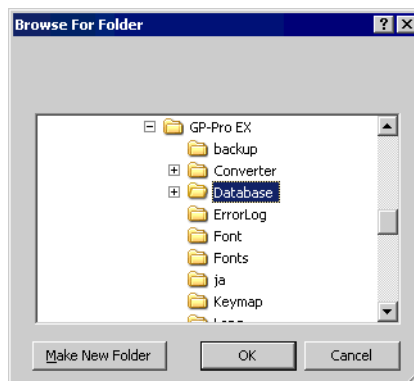 Browse For Folder
GP-Pro EX
backup
Converter
Database
ErrorLog
Font
Fonts
ja
Keymap
Make New Folder OK Cancel